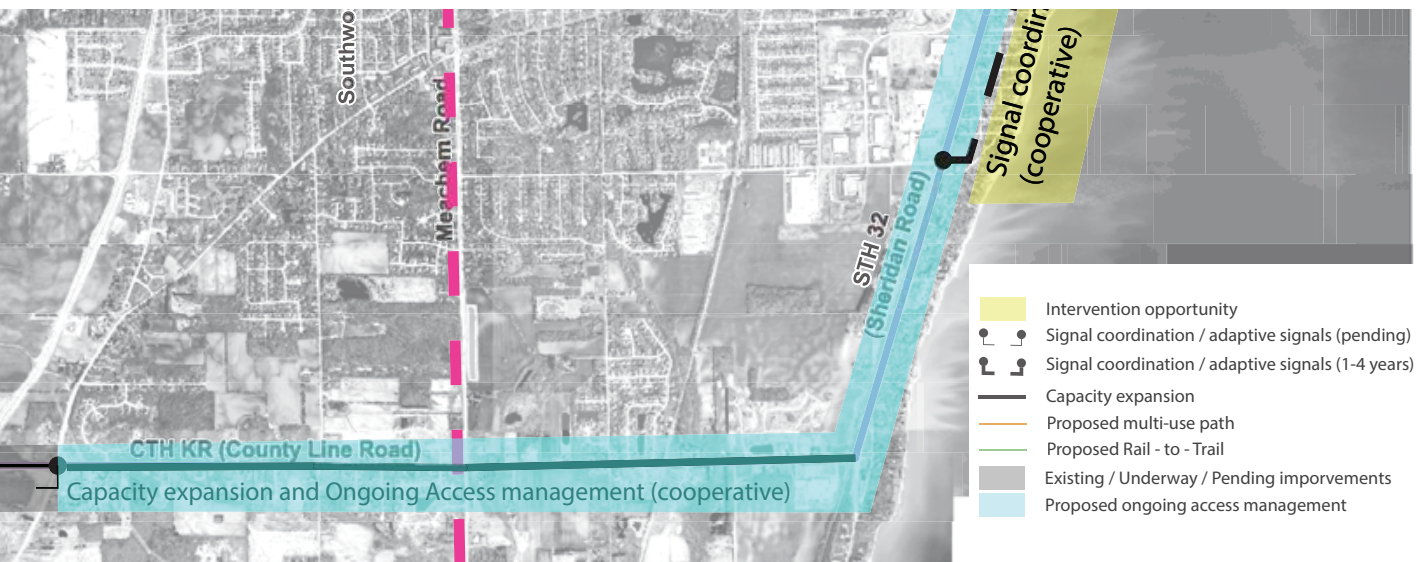 Southwo
Meachem Road
Signal coordin
(cooperative)
STH 32
(Sheridan Road)
CTH KR (County Line Road)
Capacity expansion and Ongoing Access management (cooperative)
Intervention opportunity
Signal coordination / adaptive signals (pending)
Signal coordination / adaptive signals (1-4 years)
Capacity expansion
Proposed multi-use path
Proposed Rail - to - Trail
Existing / Underway / Pending imporvements
Proposed ongoing access management